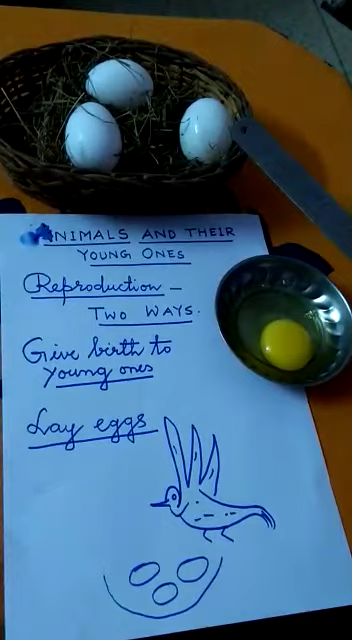 ANIMALS AND THEIR
YOUNG ONES
Reproduction –
TWO WAYS.
Give birth to
young ones
Lay eggs